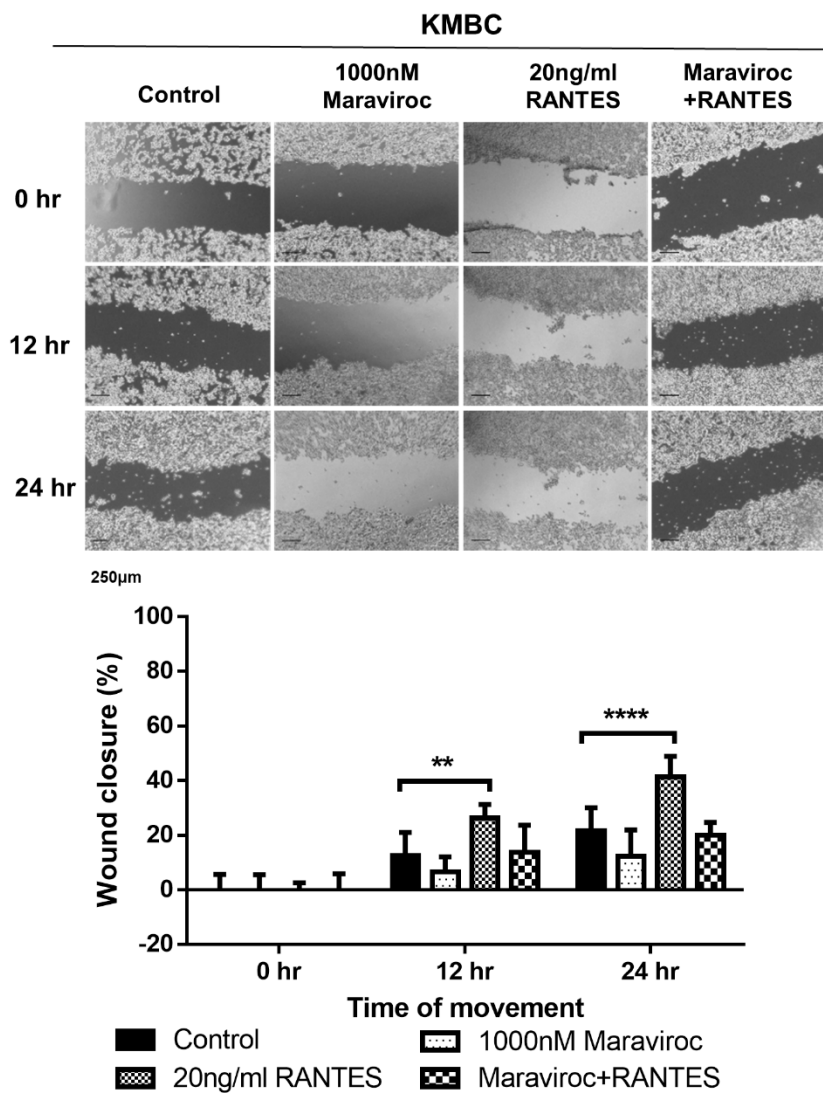 KMBC
Control
1000nM
Maraviroc
20ng/ml
RANTES
Maraviroc
+RANTES
0 hr
12 hr
24 hr
250µm
Wound closure (%)
100
80
60
40
20
0
-20
**
****
0 hr
12 hr
24 hr
Time of movement
Control
1000nM Maraviroc
20ng/ml RANTES
Maraviroc+RANTES